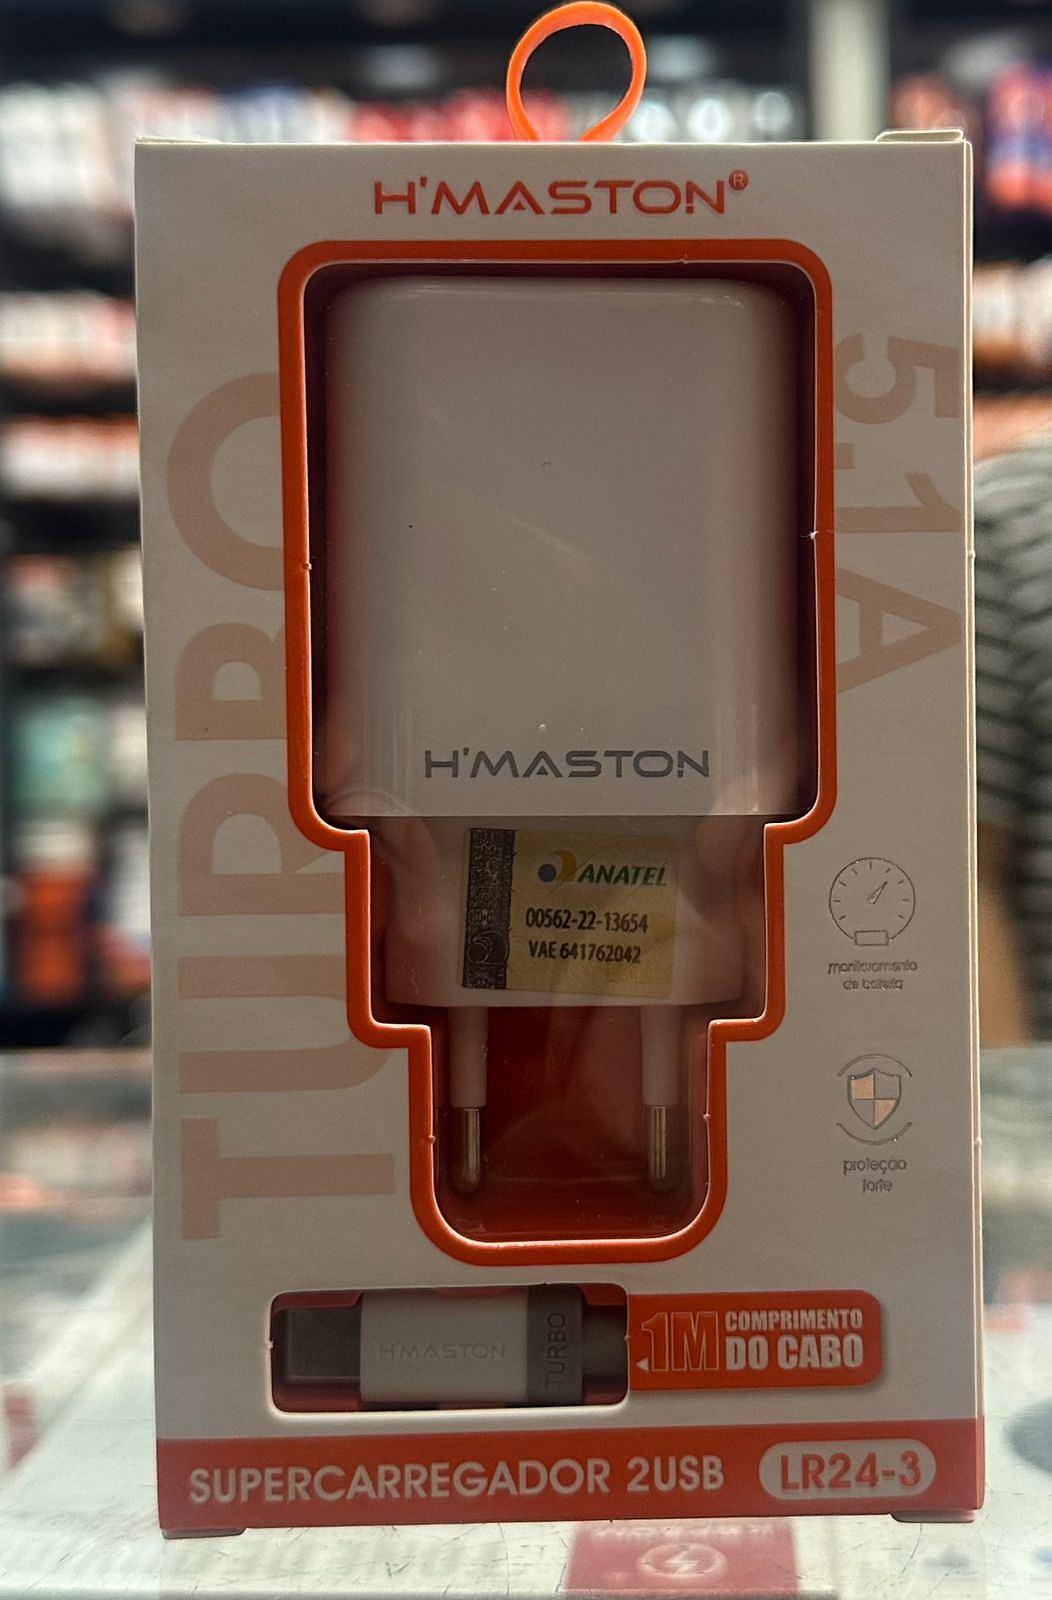 H'MASTON®
TURBO
5.1A
H'MASTON
ANATEL
00562-22-13654
VAE 641762042
monitoramento
de bateria
proteção
forte
H'MASTON
TURBO
1M
COMPRIMENTO
DO CABO
SUPERCARREGADOR 2USB
LR24-3